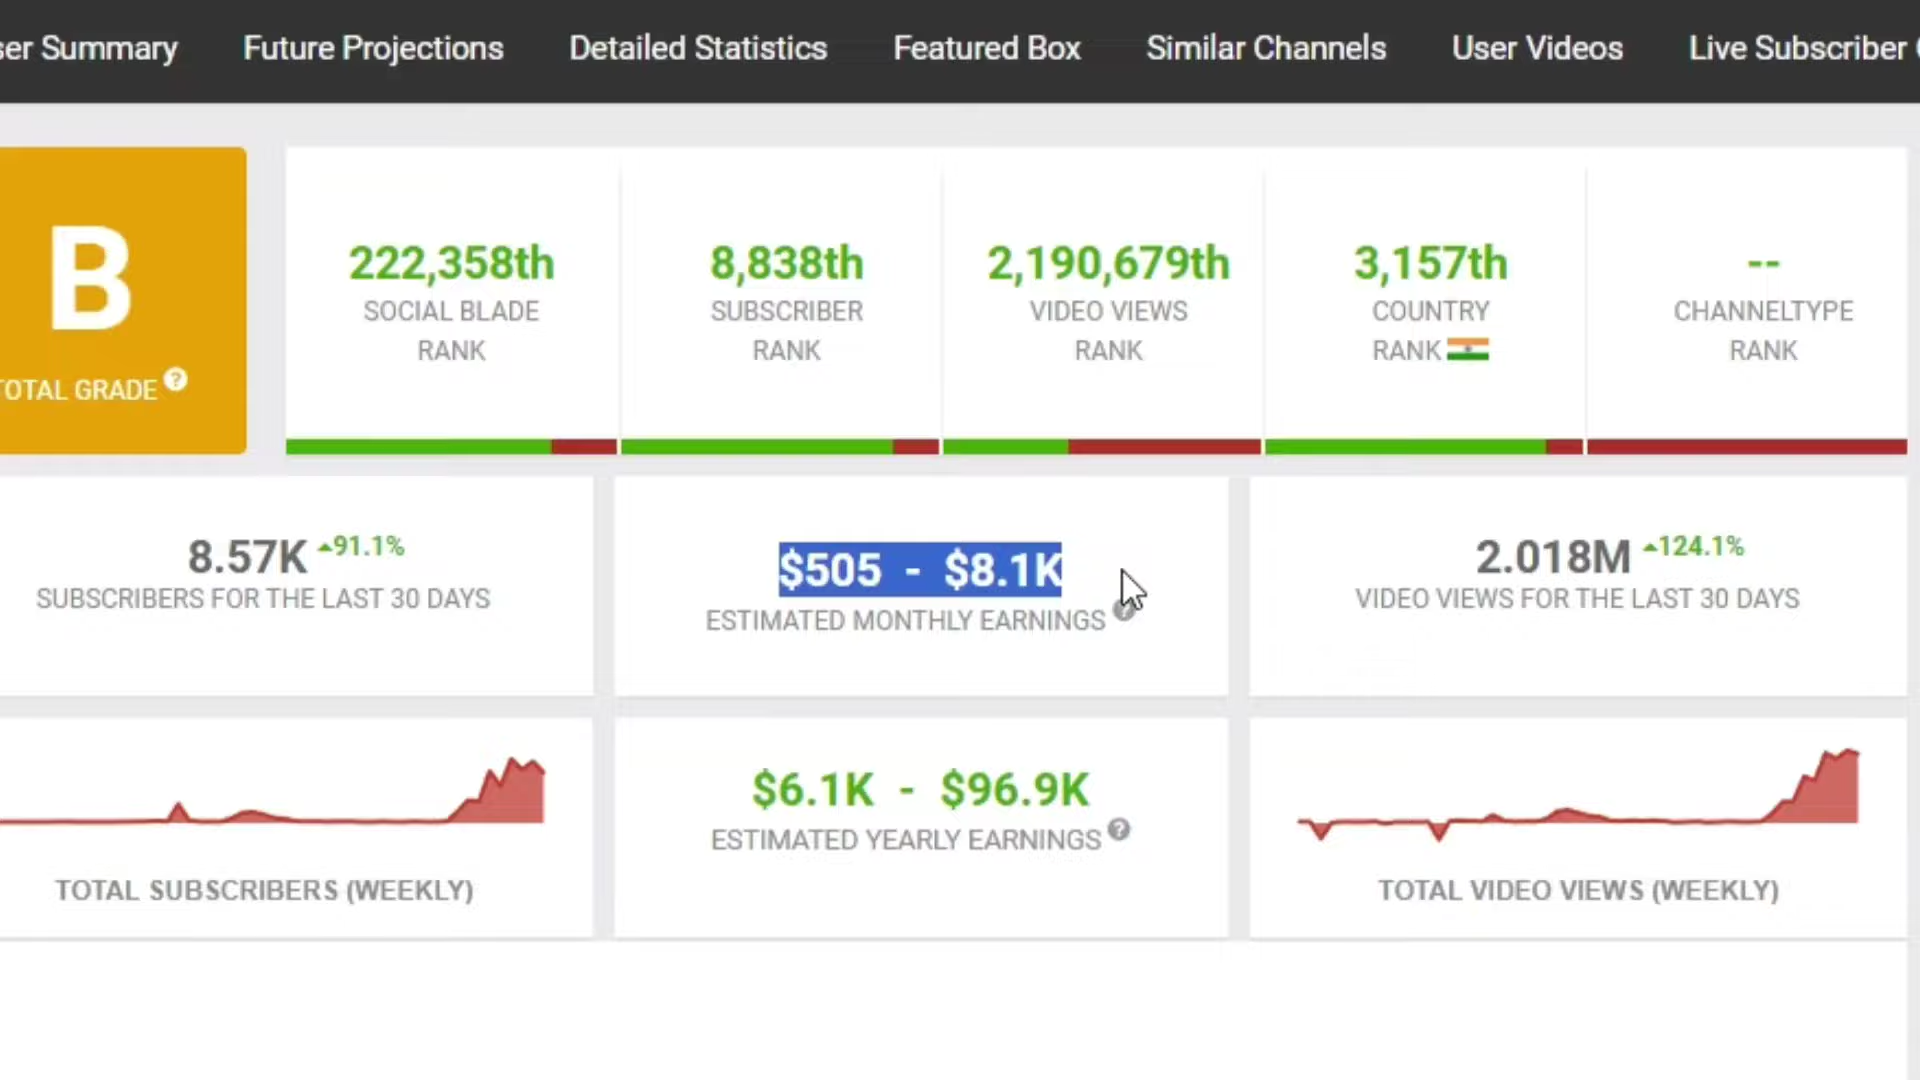 ser Summary
Future Projections
Detailed Statistics
Featured Box
Similar Channels
User Videos
Live Subscriber
B
TOTAL GRADE
222,358th
SOCIAL BLADE
RANK
8,838th
SUBSCRIBER
RANK
2,190,679th
VIDEO VIEWS
RANK
3,157th
COUNTRY
RANK
--
CHANNELTYPE
RANK
8.57K 91.1%
SUBSCRIBERS FOR THE LAST 30 DAYS
$505 - $8.1K
ESTIMATED MONTHLY EARNINGS
2.018M 124.1%
VIDEO VIEWS FOR THE LAST 30 DAYS
TOTAL SUBSCRIBERS (WEEKLY)
$6.1K - $96.9K
ESTIMATED YEARLY EARNINGS
TOTAL VIDEO VIEWS (WEEKLY)